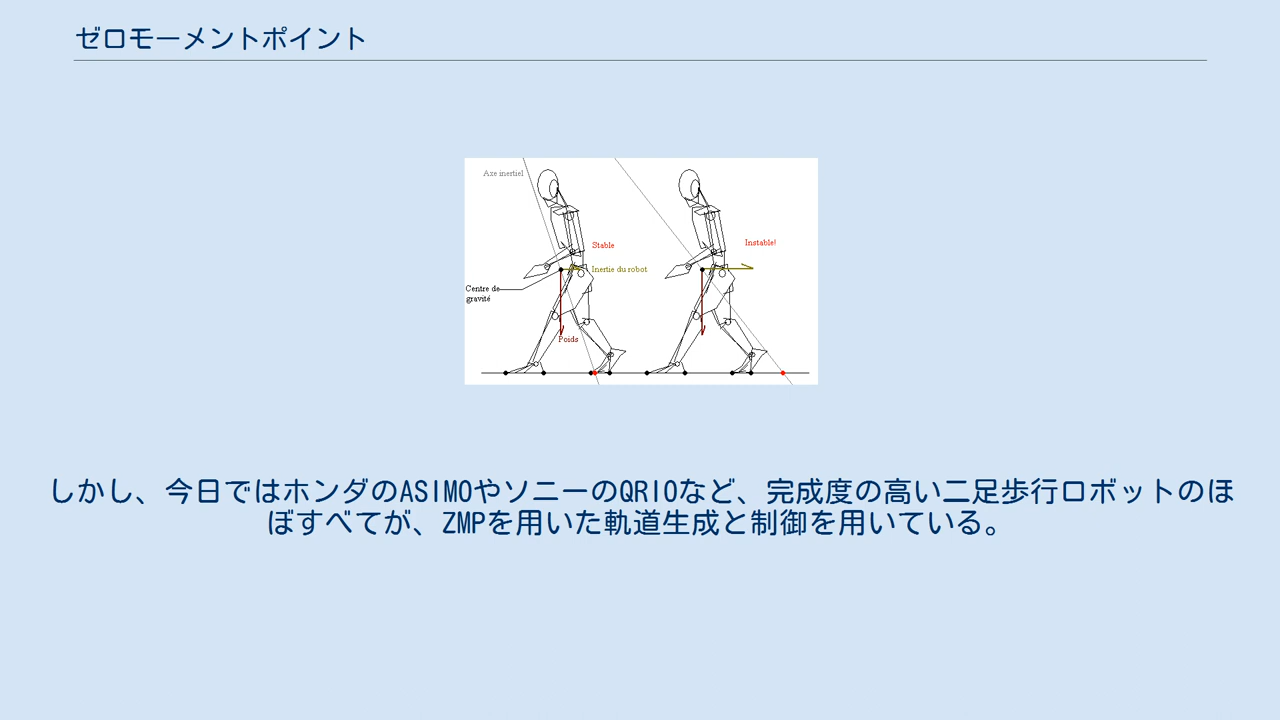 ゼロモーメントポイント
Axe inertiel
Stable
Instable!
Inertie du robot
Centre de
gravité
Poids
しかし、今日ではホンダのASIMOやソニーのQRIOなど、完成度の高い二足歩行ロボットのほ
ぼすべてが、ZMPを用いた軌道生成と制御を用いている。